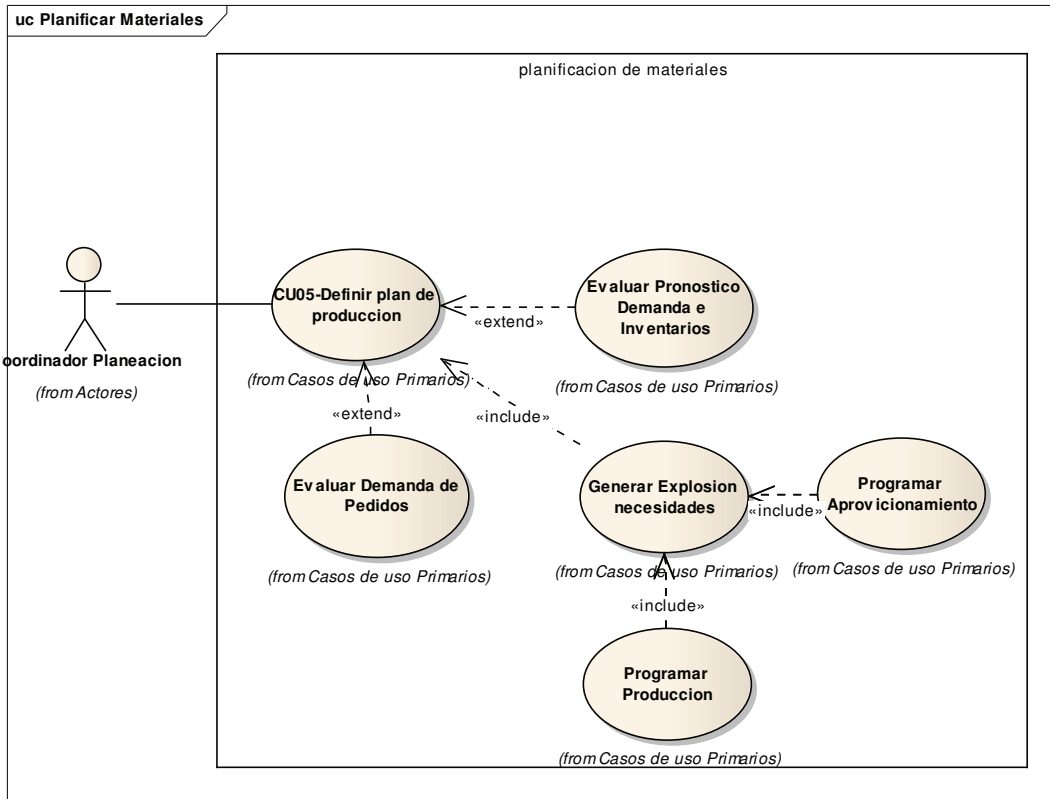 uc Planificar Materiales
planificacion de materiales
CU05-Definir plan de
produccion
(from Casos de uso Primarios)
«extend»
Evaluar Pronostico
Demanda e
Inventarios
(from Casos de uso Primarios)
oordinador Planeacion
(from Actores)
«extend»
«include»
Evaluar Demanda de
Pedidos
(from Casos de uso Primarios)
Generar Explosion
necesidades
(from Casos de uso Primarios)
«include»
Programar
Aprovicionamiento
(from Casos de uso Primarios)
«include»
Programar
Produccion
(from Casos de uso Primarios)